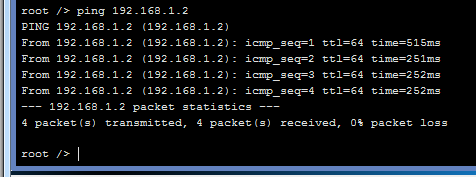 root /> ping 192.168.1.2
PING 192.168.1.2 (192.168.1.2)
From 192.168.1.2 (192.168.1.2): icmp_seq=1 ttl=64 time=515ms
From 192.168.1.2 (192.168.1.2): icmp_seq=2 ttl=64 time=251ms
From 192.168.1.2 (192.168.1.2): icmp_seq=3 ttl=64 time=252ms
From 192.168.1.2 (192.168.1.2): icmp_seq=4 ttl=64 time=252ms
--- 192.168.1.2 packet statistics ---
4 packet(s) transmitted, 4 packet(s) received, 0% packet loss
root />